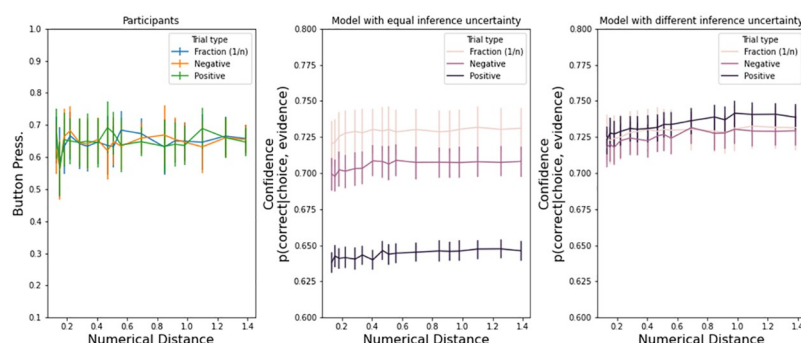 Participants
Trial type
Fraction (1/n)
Negative
Positive
1.0
0.9
0.8
0.7
0.6
0.5
0.4
0.3
0.2
0.1
Button Press.
0.2 0.4 0.6 0.8 1.0 1.2 1.4
Numerical Distance
Model with equal inference uncertainty
Trial type
Fraction (1/n)
Negative
Positive
0.800
0.775
0.750
0.725
0.700
0.675
0.650
0.625
0.600
Confidence
p(correct|choice, evidence)
0.2 0.4 0.6 0.8 1.0 1.2 1.4
Numerical Distance
Model with different inference uncertainty
Trial type
Fraction (1/n)
Negative
Positive
0.800
0.775
0.750
0.725
0.700
0.675
0.650
0.625
0.600
Confidence
p(correct|choice, evidence)
0.2 0.4 0.6 0.8 1.0 1.2 1.4
Numerical Distance